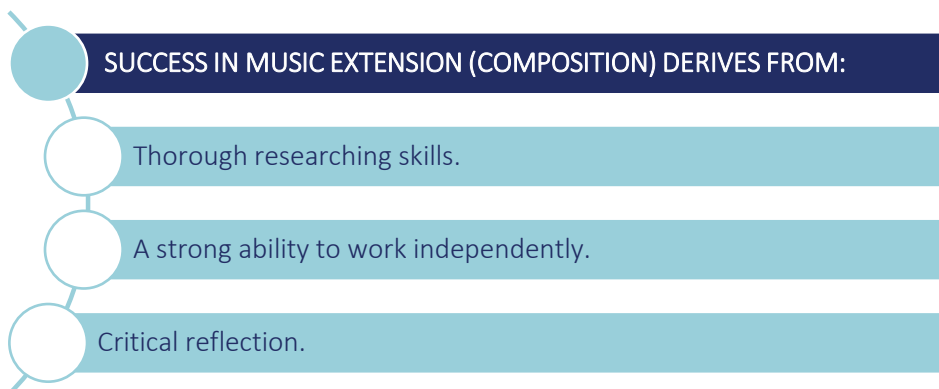 SUCCESS IN MUSIC EXTENSION (COMPOSITION) DERIVES FROM:
Thorough researching skills.
A strong ability to work independently.
Critical reflection.